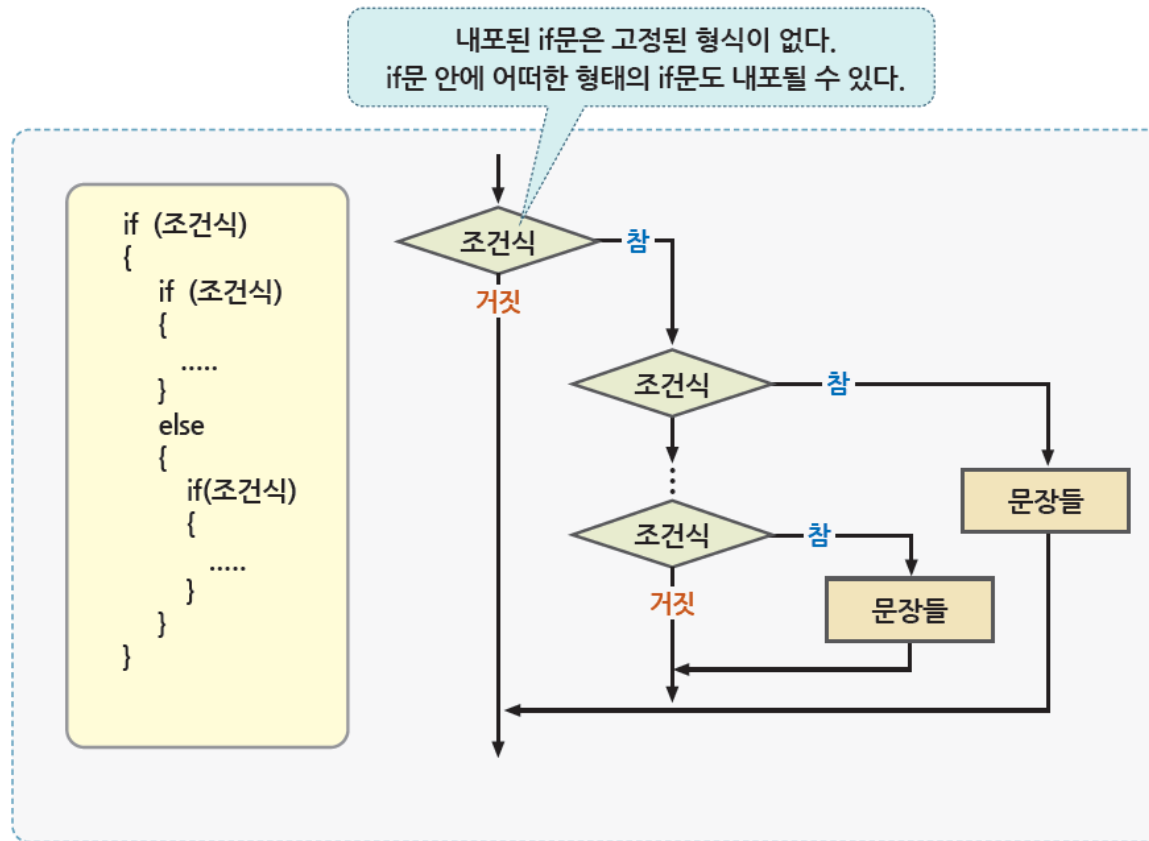 내포된 if문은 고정된 형식이 없다.
if문 안에 어떠한 형태의 if문도 내포될 수 있다.
if (조건식)
{
if (조건식)
{
.....
}
else
{
if(조건식)
{
.....
}
}
}
조건식
참
거짓
조건식
참
문장들
조건식
참
거짓
문장들